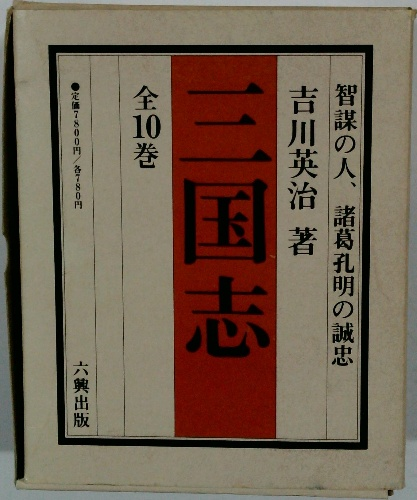 智謀の人、諸葛孔明の誠忠
吉川英治 著
三国志
全10巻
●定価7800円/各780円
六興出版